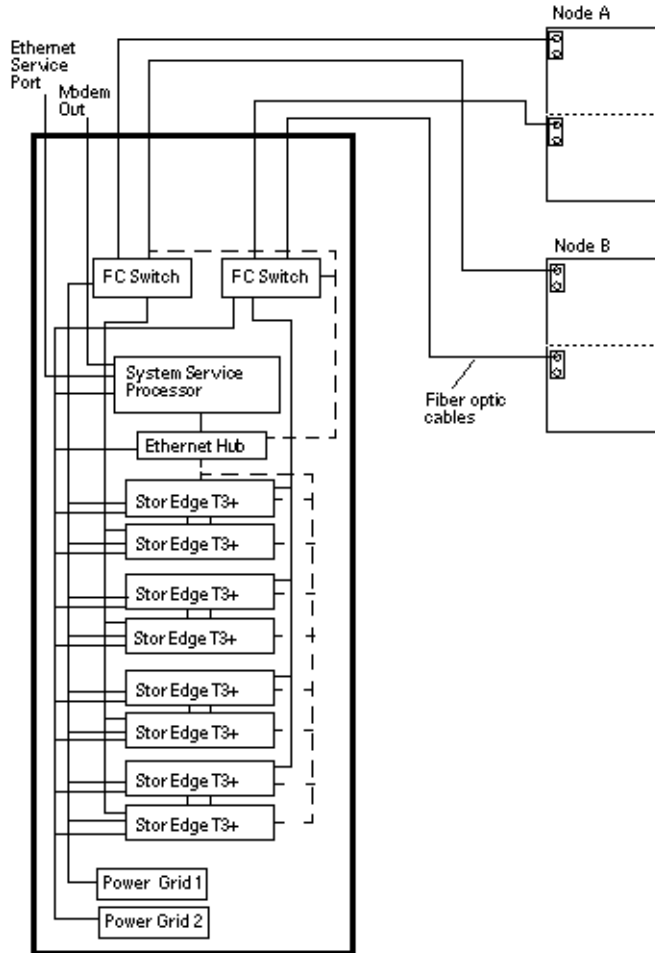 Node A
Ethernet
Service
Port
Modem
Out
Node B
FC Switch
FC Switch
System Service
Processor
Fiber optic
cables
Ethernet Hub
Stor Edge T3+
Stor Edge T3+
Stor Edge T3+
Stor Edge T3+
Stor Edge T3+
Stor Edge T3+
Stor Edge T3+
Stor Edge T3+
Power Grid 1
Power Grid 2